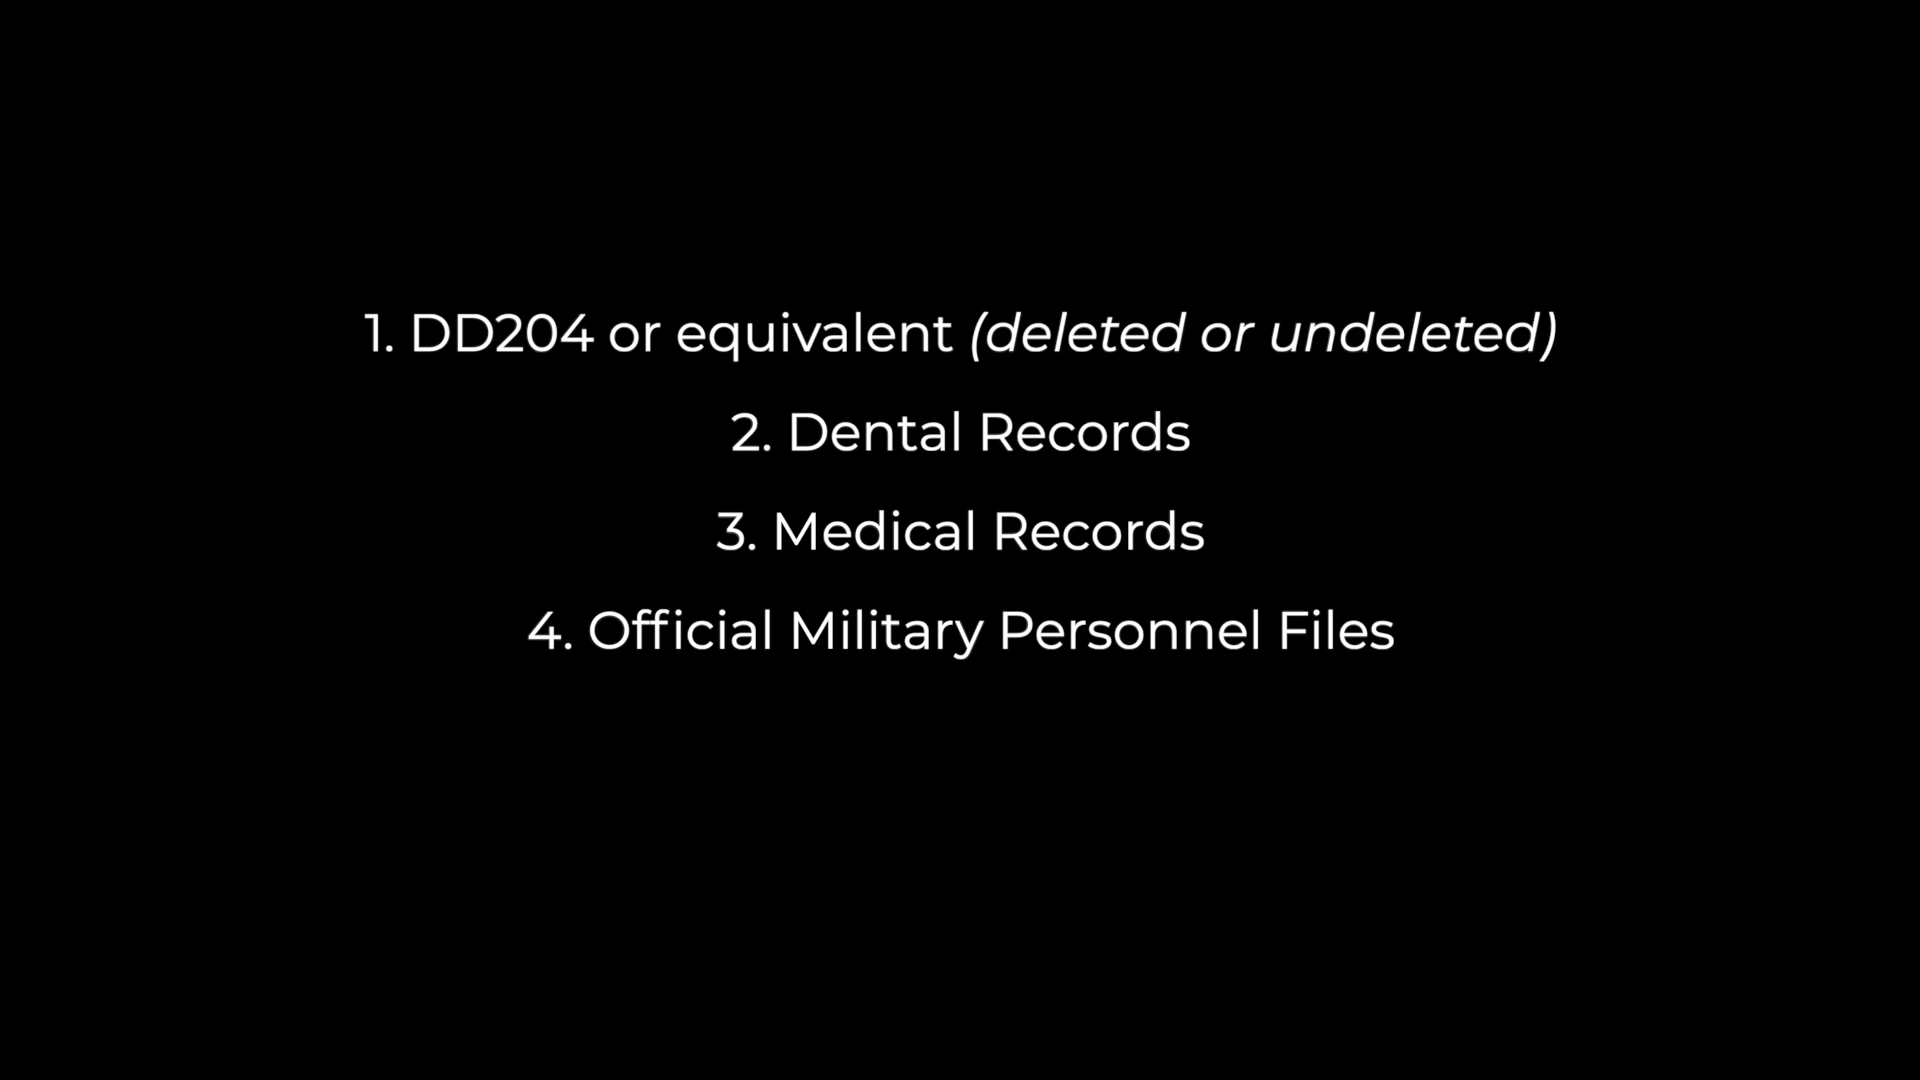 1. DD204 or equivalent (deleted or undeleted)
2. Dental Records
3. Medical Records
4. Official Military Personnel Files